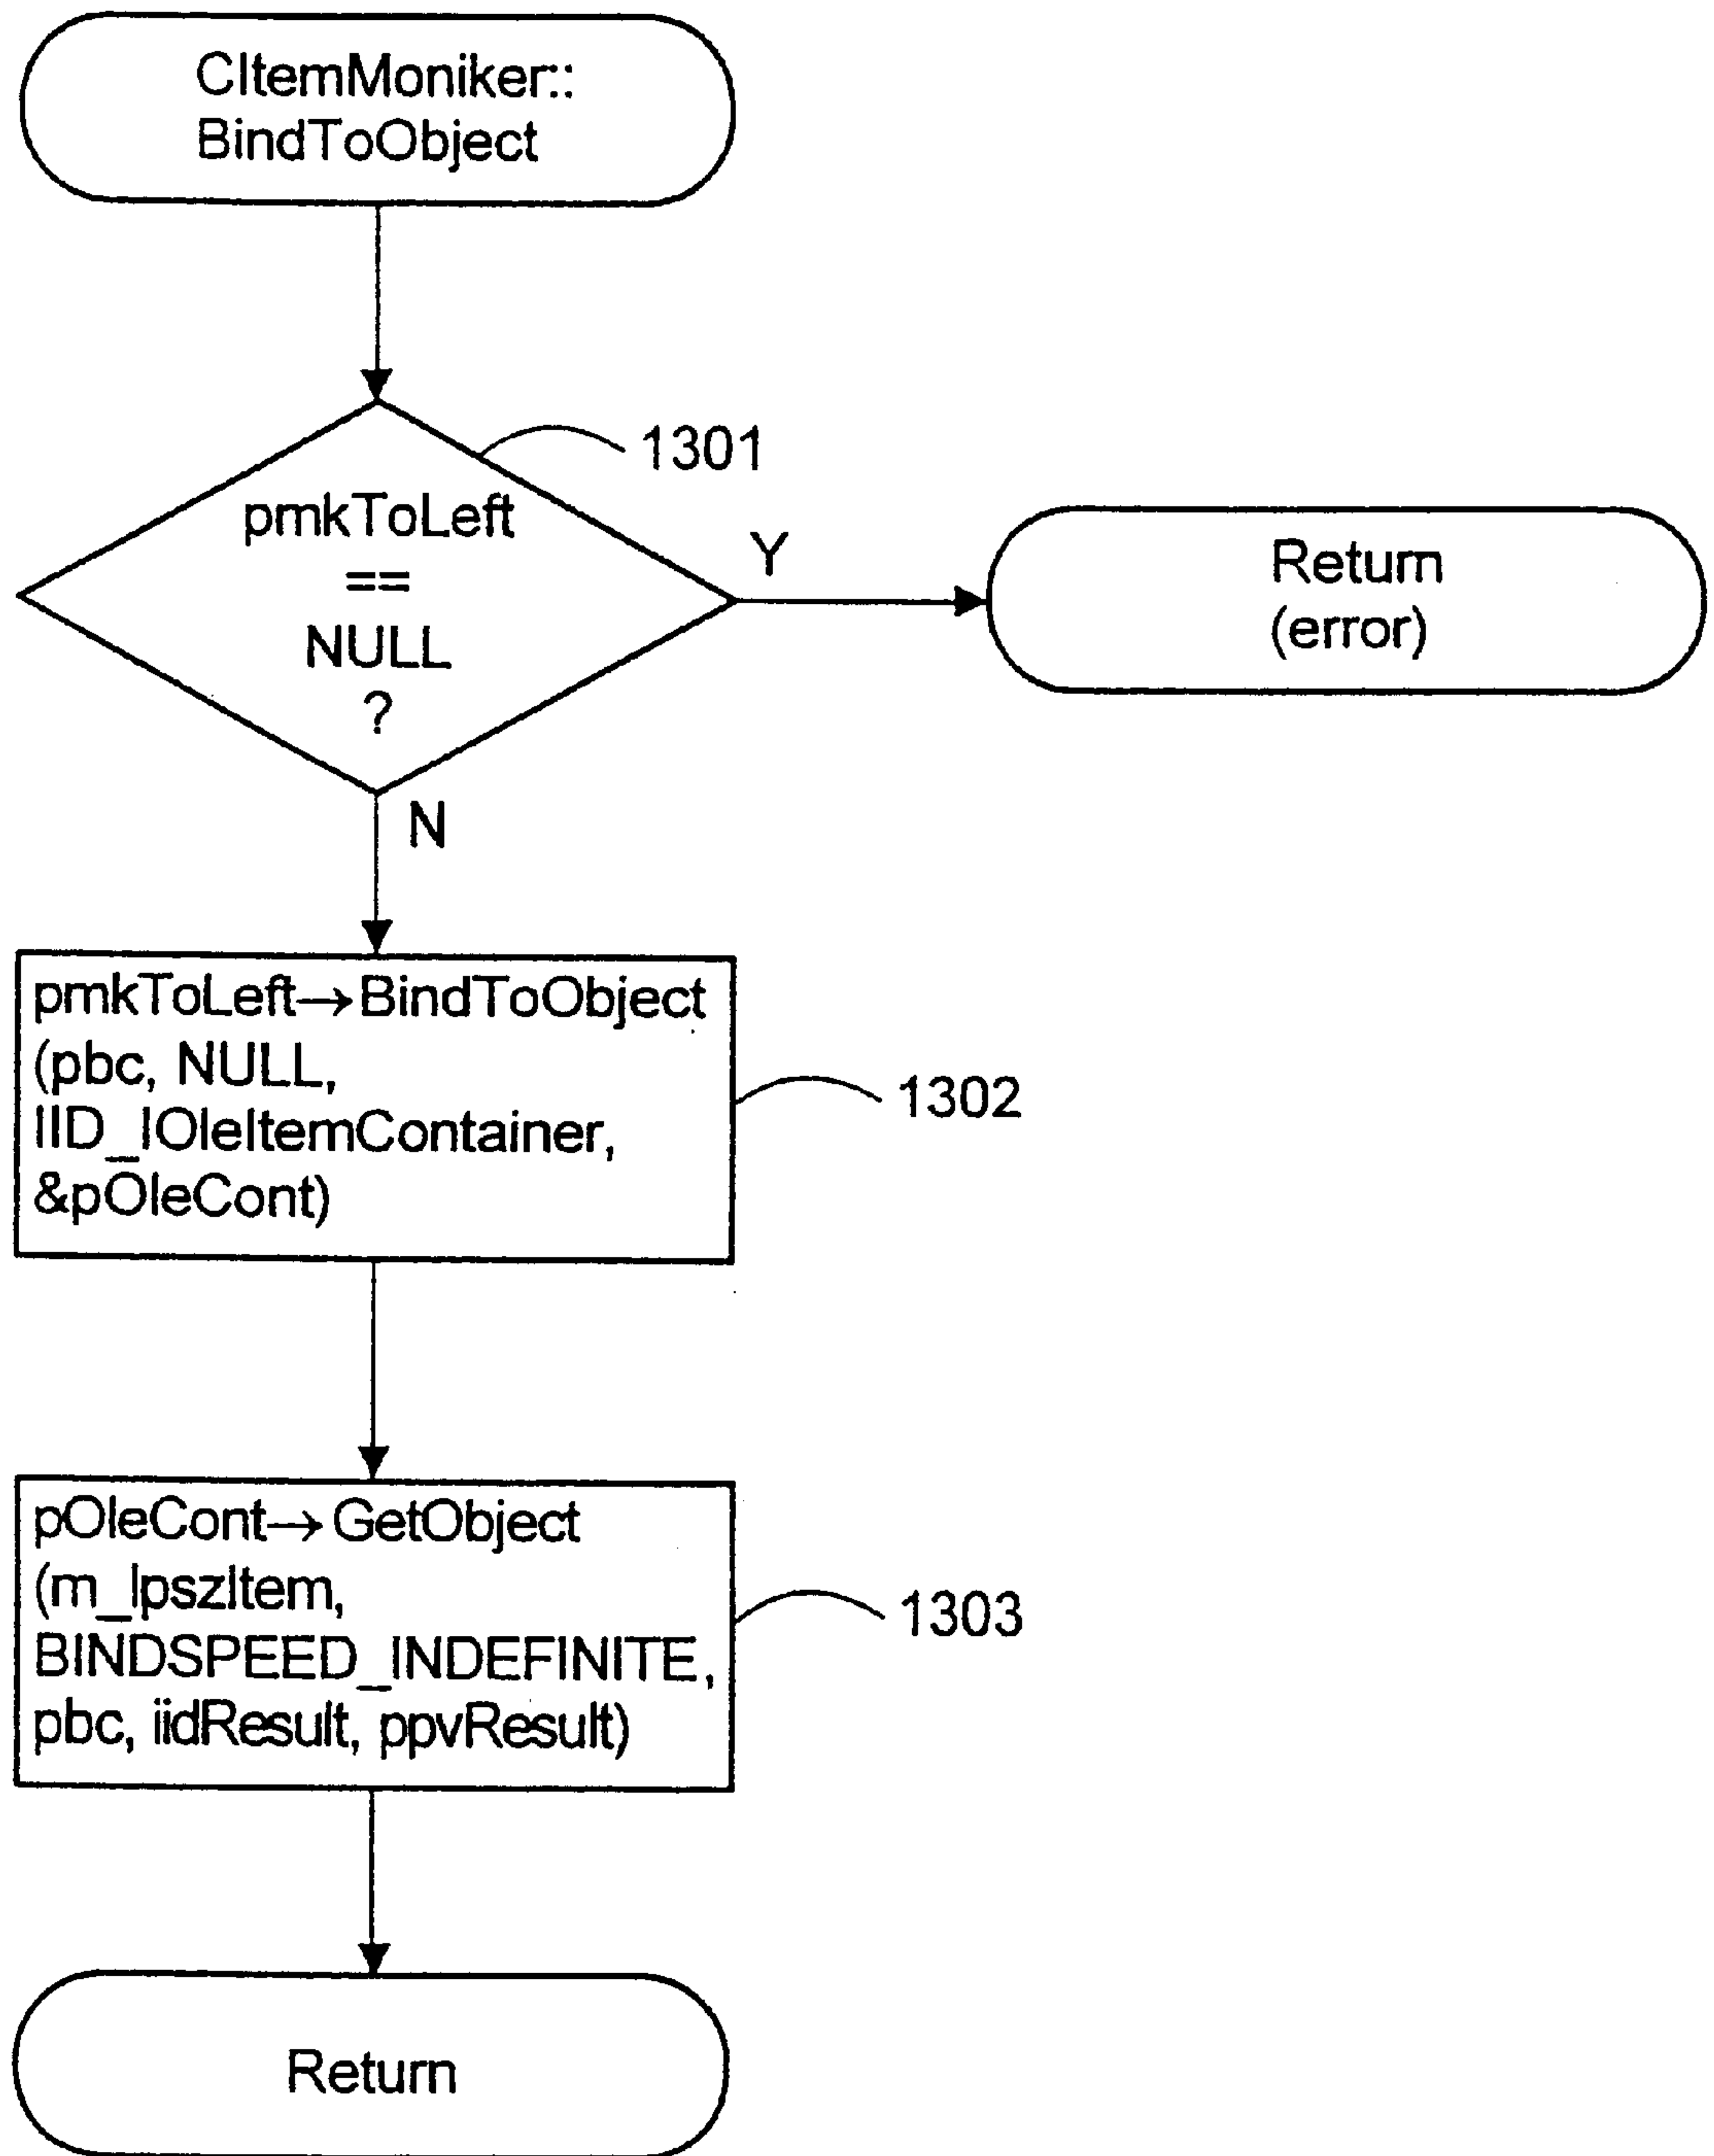 CItemMoniker::
BindToObject
1301
pmkToLeft
==
NULL
?
Y
Return
(error)
N
pmkToLeft→BindToObject
(pbc, NULL,
IID_IOleItemContainer,
&pOleCont)
1302
pOleCont→GetObject
(m_lpszItem,
BINDSPEED_INDEFINITE,
pbc, iidResult, ppvResult)
1303
Return